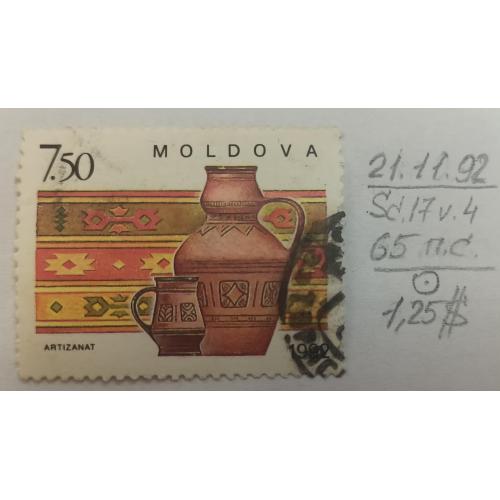 7.50
MOLDOVA
ARTIZANAT
1992
21.11.92
Sc.17 v.4
65 п.с.
1,25$